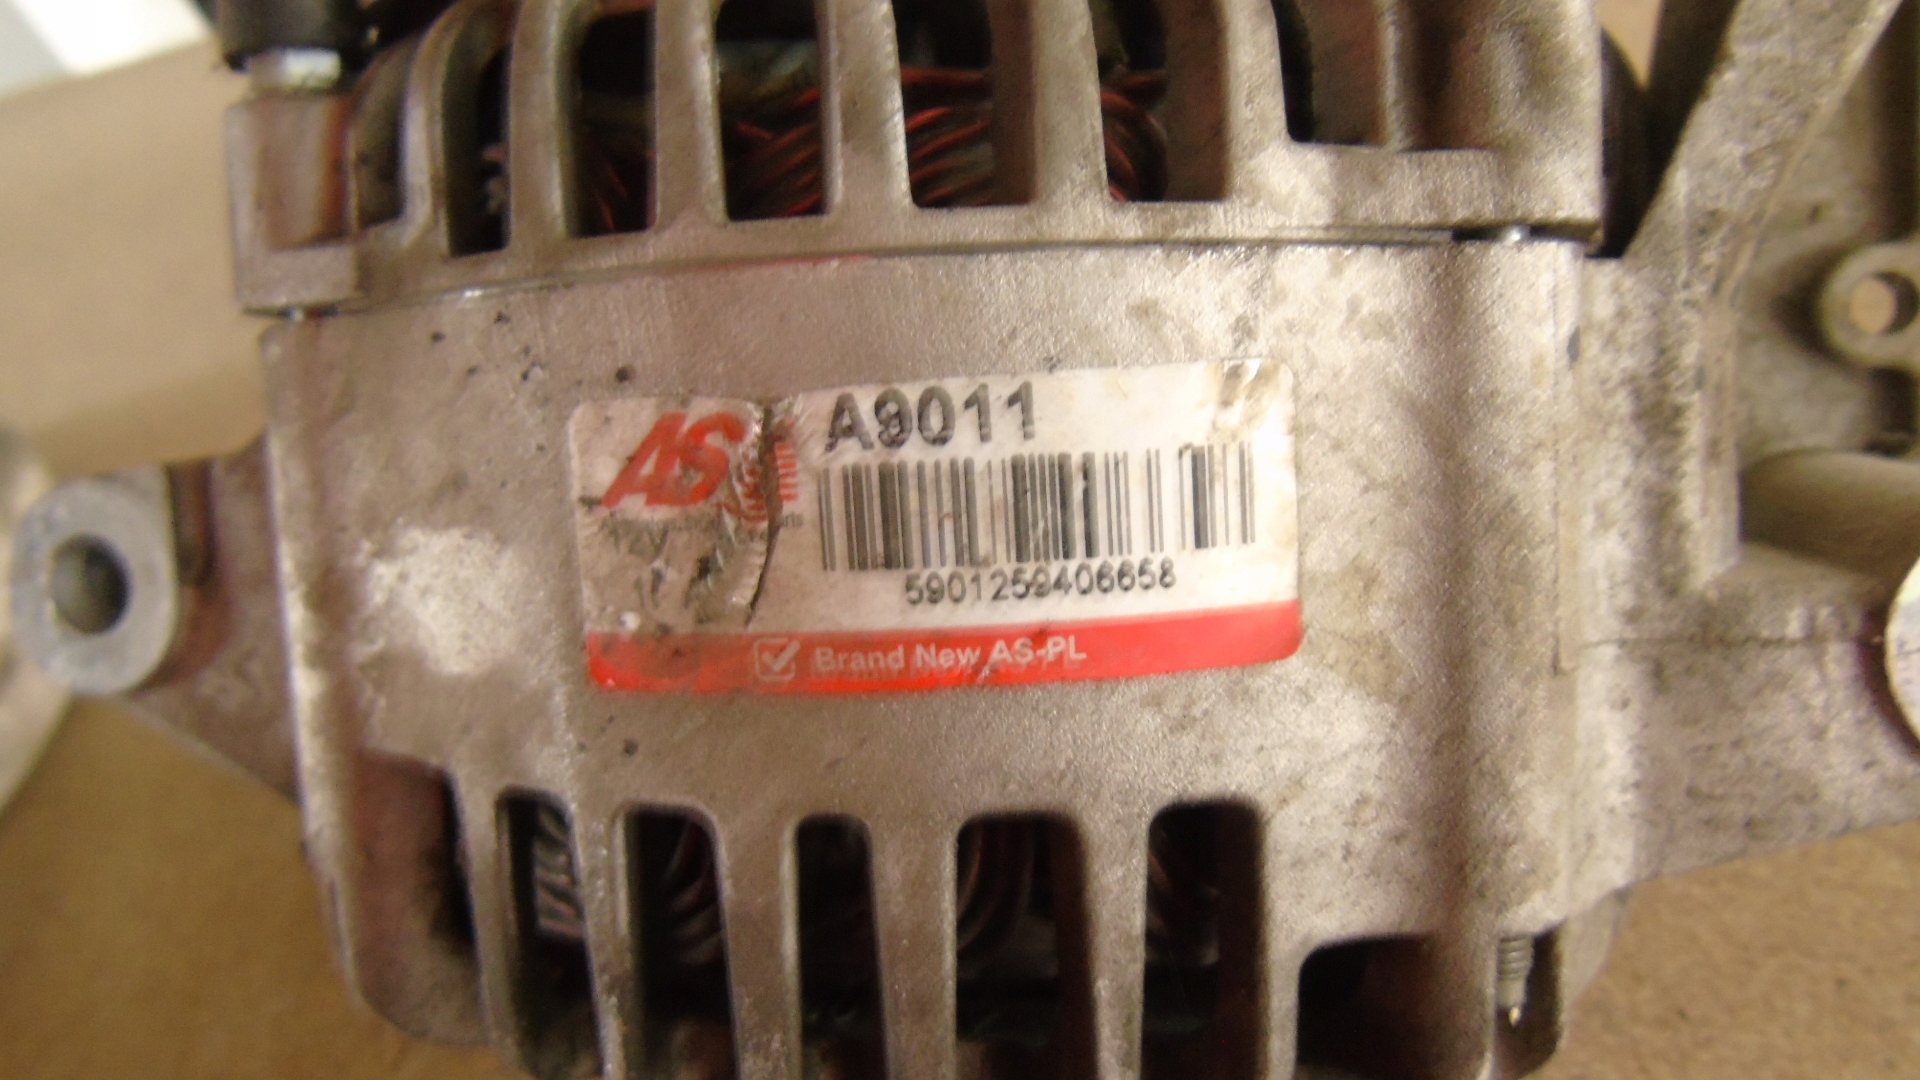 AS
A9011
5901259406658
Brand New AS-PL